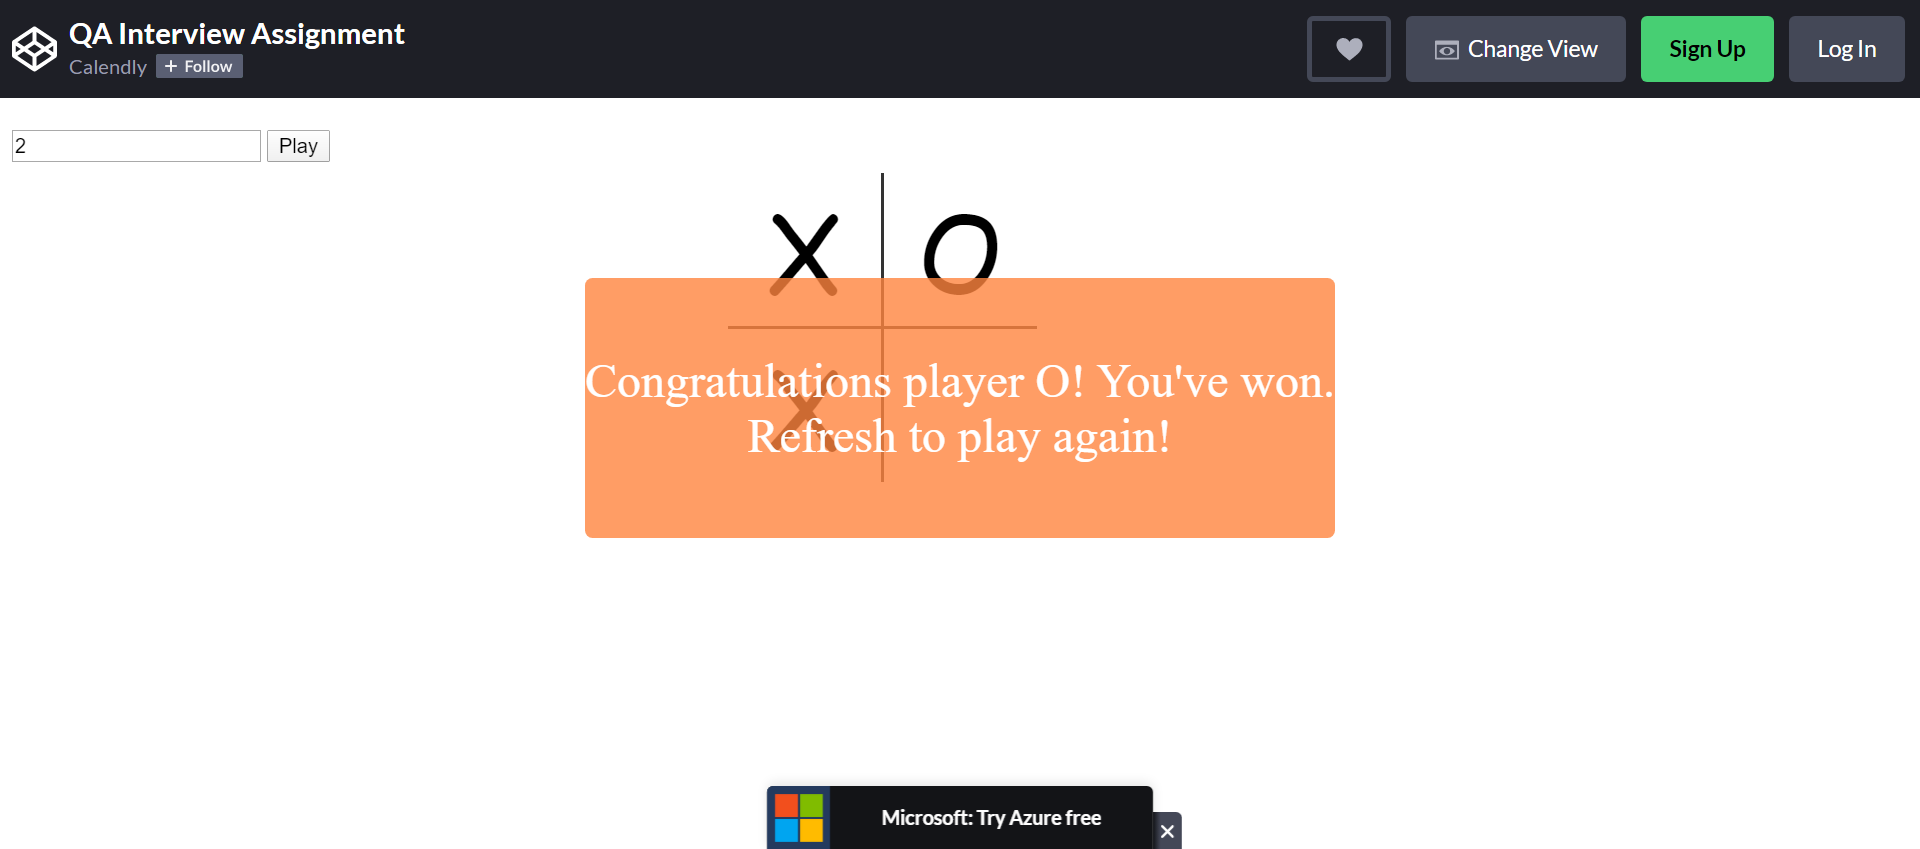 QA Interview Assignment
Calendly + Follow
Change View
Sign Up
Log In
2
Play
X O
X
Congratulations player O! You've won.
Refresh to play again!
Microsoft: Try Azure free